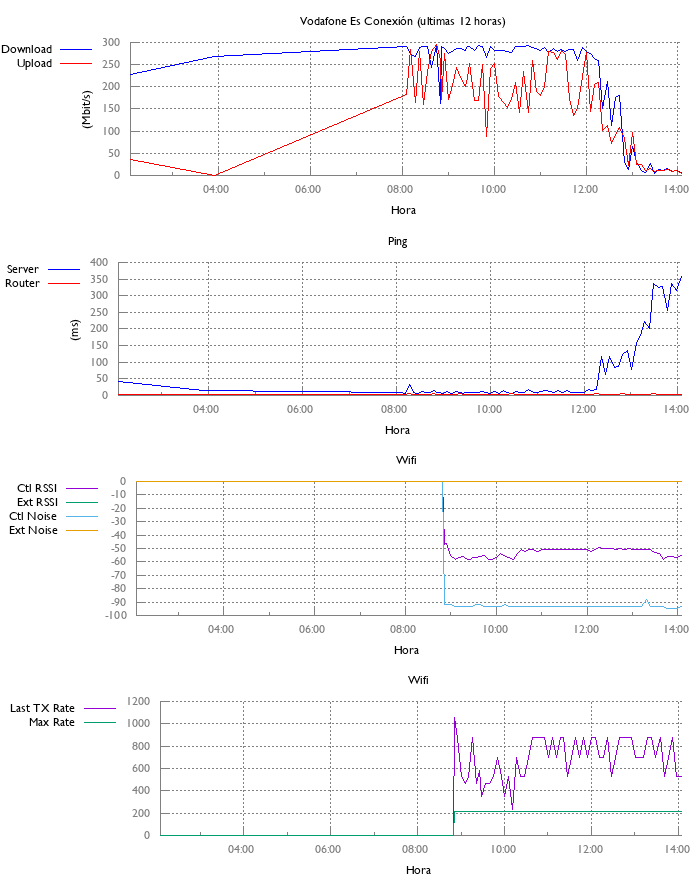 Vodafone Es Conexión (ultimas 12 horas)
Download
Upload
300
250
200
150
100
50
0
(Mbit/s)
04:00 06:00 08:00 10:00 12:00 14:00
Hora
Ping
Server
Router
400
350
300
250
200
150
100
50
0
(ms)
04:00 06:00 08:00 10:00 12:00 14:00
Hora
Wifi
Ctl RSSI
Ext RSSI
Ctl Noise
Ext Noise
0
-10
-20
-30
-40
-50
-60
-70
-80
-90
-100
04:00 06:00 08:00 10:00 12:00 14:00
Hora
Wifi
Last TX Rate
Max Rate
1200
1000
800
600
400
200
0
04:00 06:00 08:00 10:00 12:00 14:00
Hora